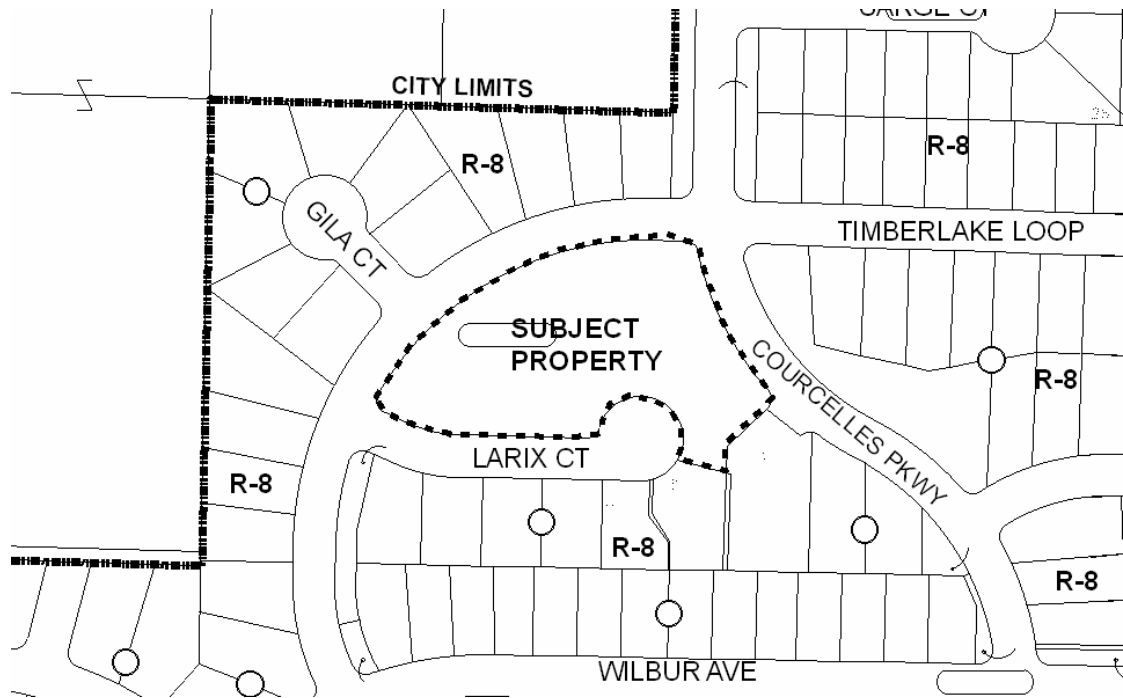 CITY LIMITS
R-8
R-8
GILA CT
TIMBERLAKE LOOP
SUBJECT
PROPERTY
COURCELLES PKWY
R-8
LARIX CT
R-8
R-8
R-8
WILBUR AVE